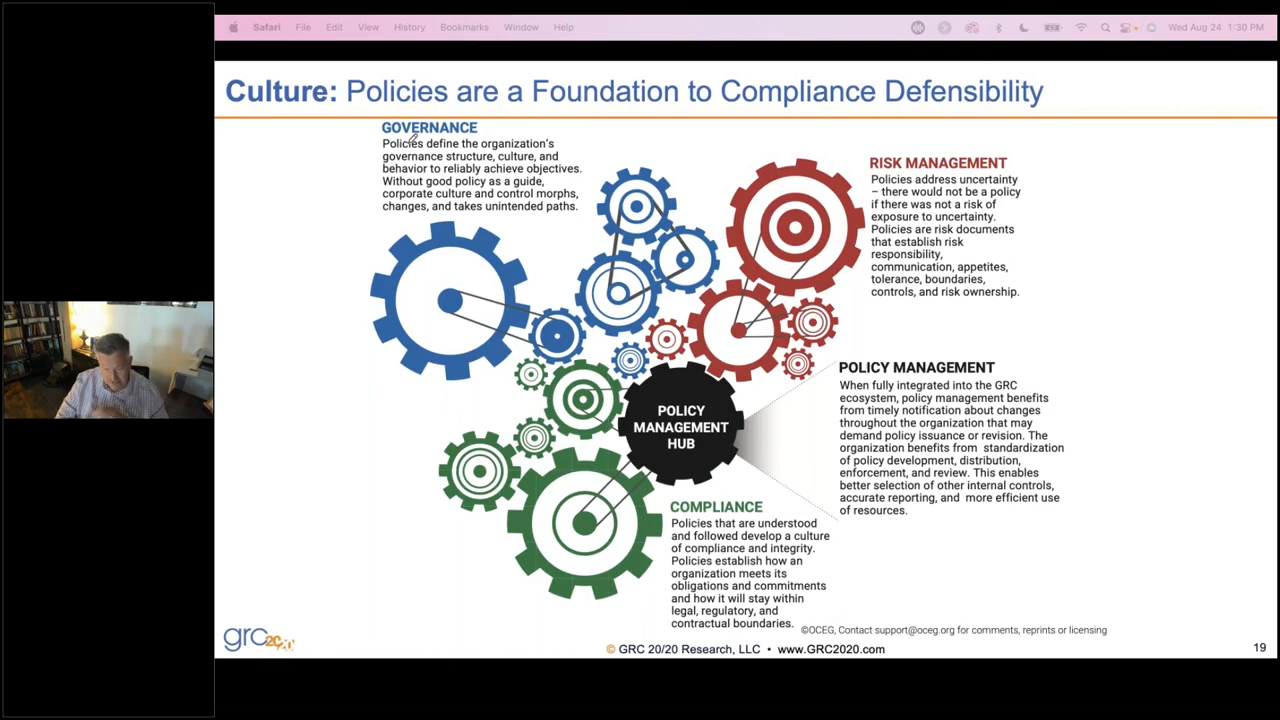 Safari File Edit View History Bookmarks Window Help Wed Aug 24 1:30 PM
Culture: Policies are a Foundation to Compliance Defensibility
GOVERNANCE
Policies define the organization's
governance structure, culture, and
behavior to reliably achieve objectives.
Without good policy as a guide,
corporate culture and control morphs,
changes, and takes unintended paths.
RISK MANAGEMENT
Policies address uncertainty
– there would not be a policy
if there was not a risk of
exposure to uncertainty.
Policies are risk documents
that establish risk
responsibility,
communication, appetites,
tolerance, boundaries,
controls, and risk ownership.
POLICY
MANAGEMENT
HUB
POLICY MANAGEMENT
When fully integrated into the GRC
ecosystem, policy management benefits
from timely notification about changes
throughout the organization that may
demand policy issuance or revision. The
organization benefits from standardization
of policy development, distribution,
enforcement, and review. This enables
better selection of other internal controls,
accurate reporting, and more efficient use
of resources.
COMPLIANCE
Policies that are understood
and followed develop a culture
of compliance and integrity.
Policies establish how an
organization meets its
obligations and commitments
and how it will stay within
legal, regulatory, and
contractual boundaries.
©OCEG, Contact support@oceg.org for comments, reprints or licensing
grc2020
© GRC 20/20 Research, LLC • www.GRC2020.com
19